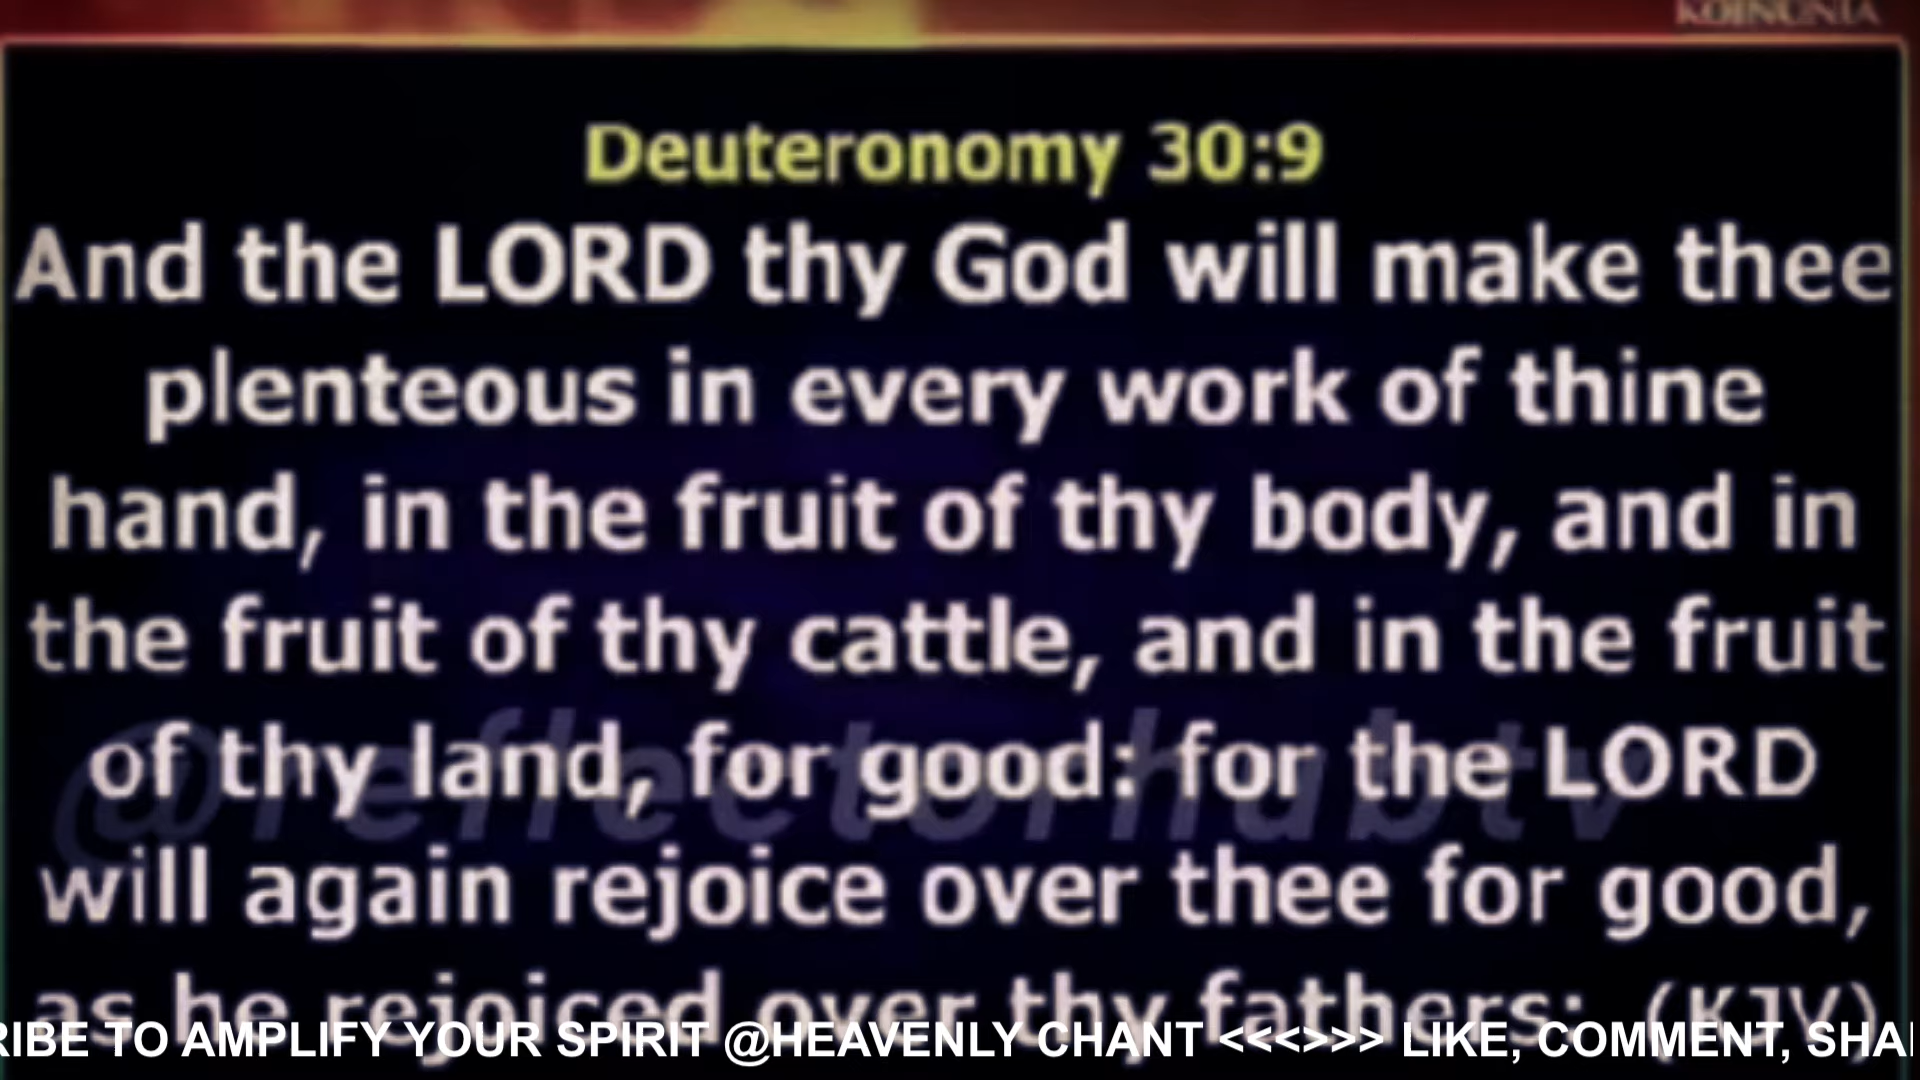 KOINONIA
Deuteronomy 30:9
And the LORD thy God will make thee
plenteous in every work of thine
hand, in the fruit of thy body, and in
the fruit of thy cattle, and in the fruit
of thy land, for good: for the LORD
@reflectorhubtv
will again rejoice over thee for good,
as he rejoiced over thy fathers: (KJV)
RIBE TO AMPLIFY YOUR SPIRIT @HEAVENLY CHANT <<<>>> LIKE, COMMENT, SHA